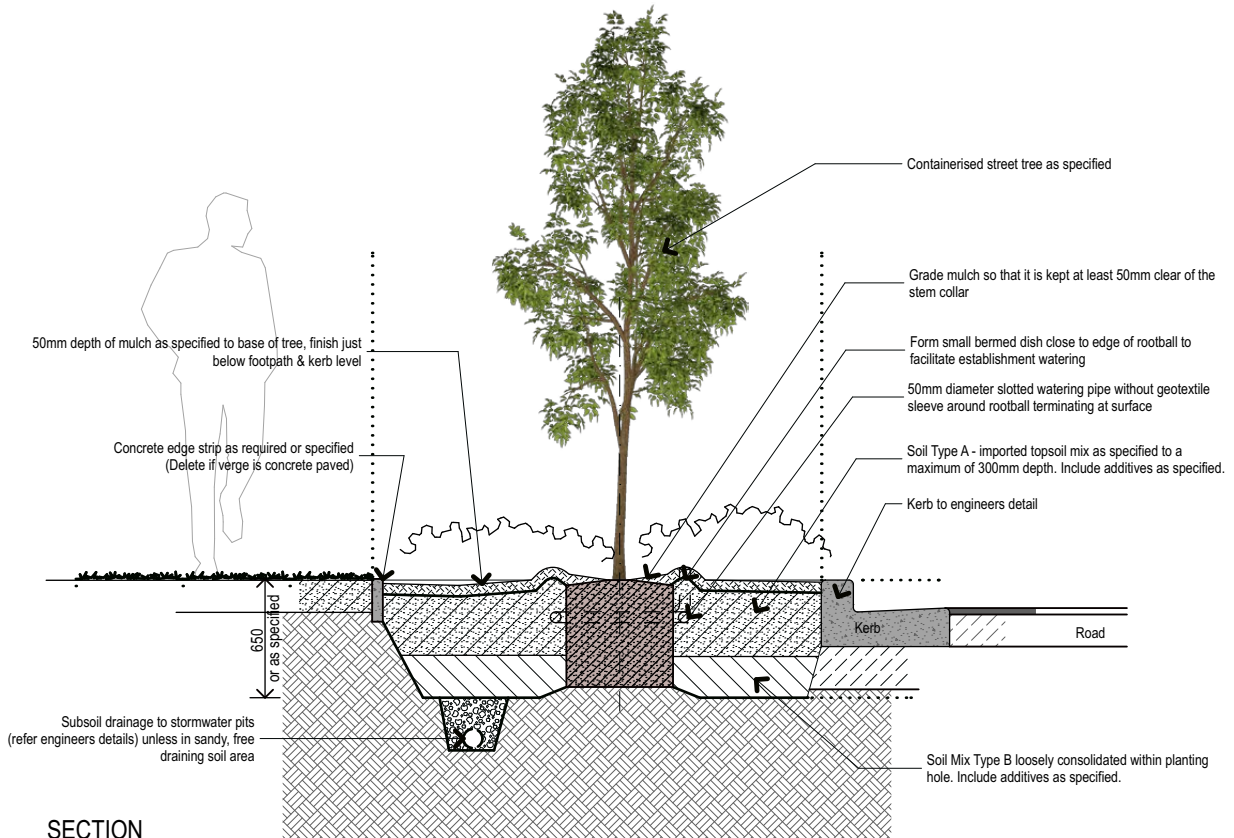 Containerised street tree as specified
Grade mulch so that it is kept at least 50mm clear of the
stem collar
50mm depth of mulch as specified to base of tree, finish just
below footpath & kerb level
Form small bermed dish close to edge of rootball to
facilitate establishment watering
50mm diameter slotted watering pipe without geotextile
sleeve around rootball terminating at surface
Concrete edge strip as required or specified
(Delete if verge is concrete paved)
Soil Type A - imported topsoil mix as specified to a
maximum of 300mm depth. Include additives as specified.
Kerb to engineers detail
Kerb
Road
650
or as specified
Subsoil drainage to stormwater pits
(refer engineers details) unless in sandy, free
draining soil area
Soil Mix Type B loosely consolidated within planting
hole. Include additives as specified.
SECTION